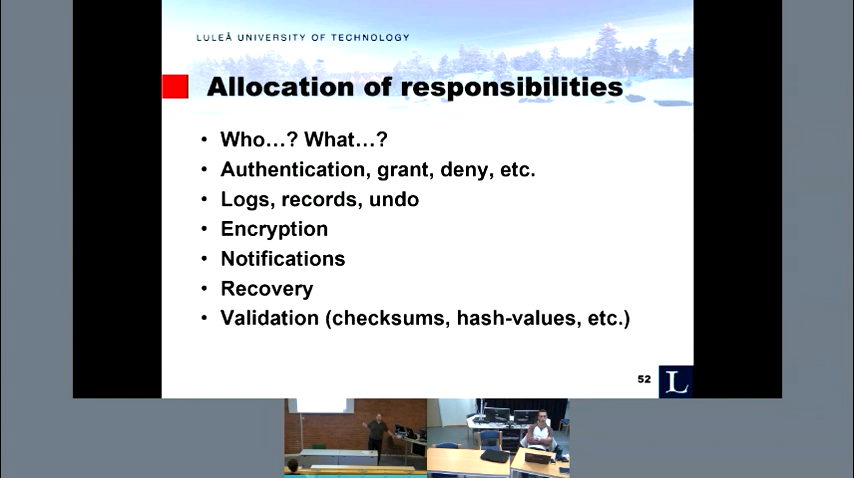 LULEÅ UNIVERSITY OF TECHNOLOGY
Allocation of responsibilities
• Who…? What…?
• Authentication, grant, deny, etc.
• Logs, records, undo
• Encryption
• Notifications
• Recovery
• Validation (checksums, hash-values, etc.)
52
L